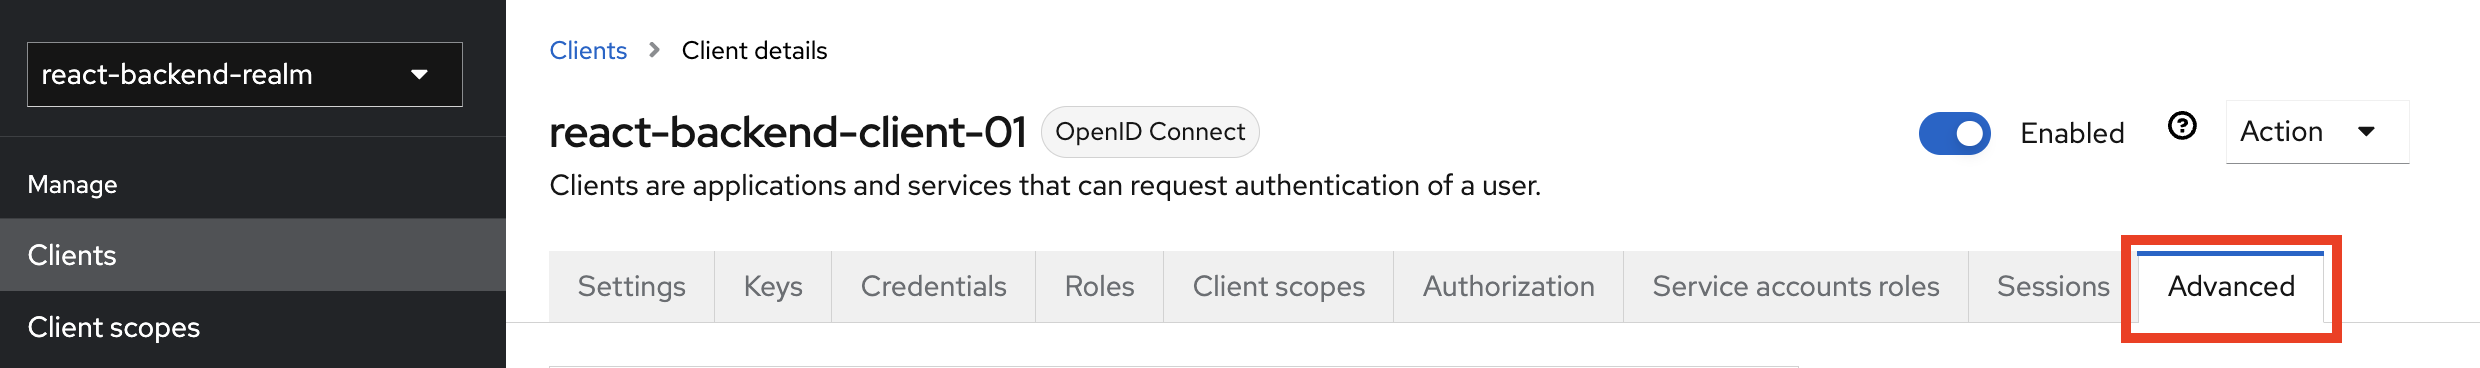 react-backend-realm
Manage
Clients
Client scopes
Clients > Client details
react-backend-client-01 OpenID Connect
Enabled ? Action
Clients are applications and services that can request authentication of a user.
Settings Keys Credentials Roles Client scopes Authorization Service accounts roles Sessions Advanced